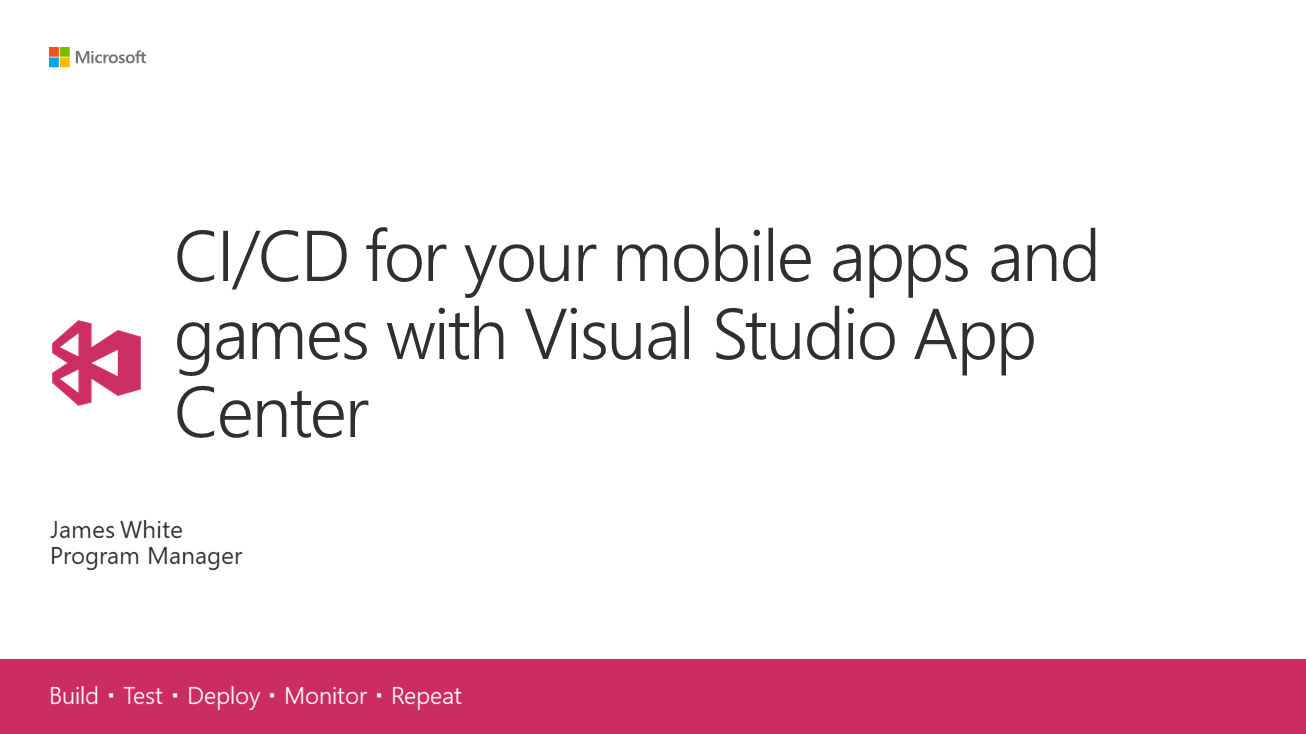 Microsoft
CI/CD for your mobile apps and
games with Visual Studio App
Center
James White
Program Manager
Build ▪ Test ▪ Deploy ▪ Monitor ▪ Repeat